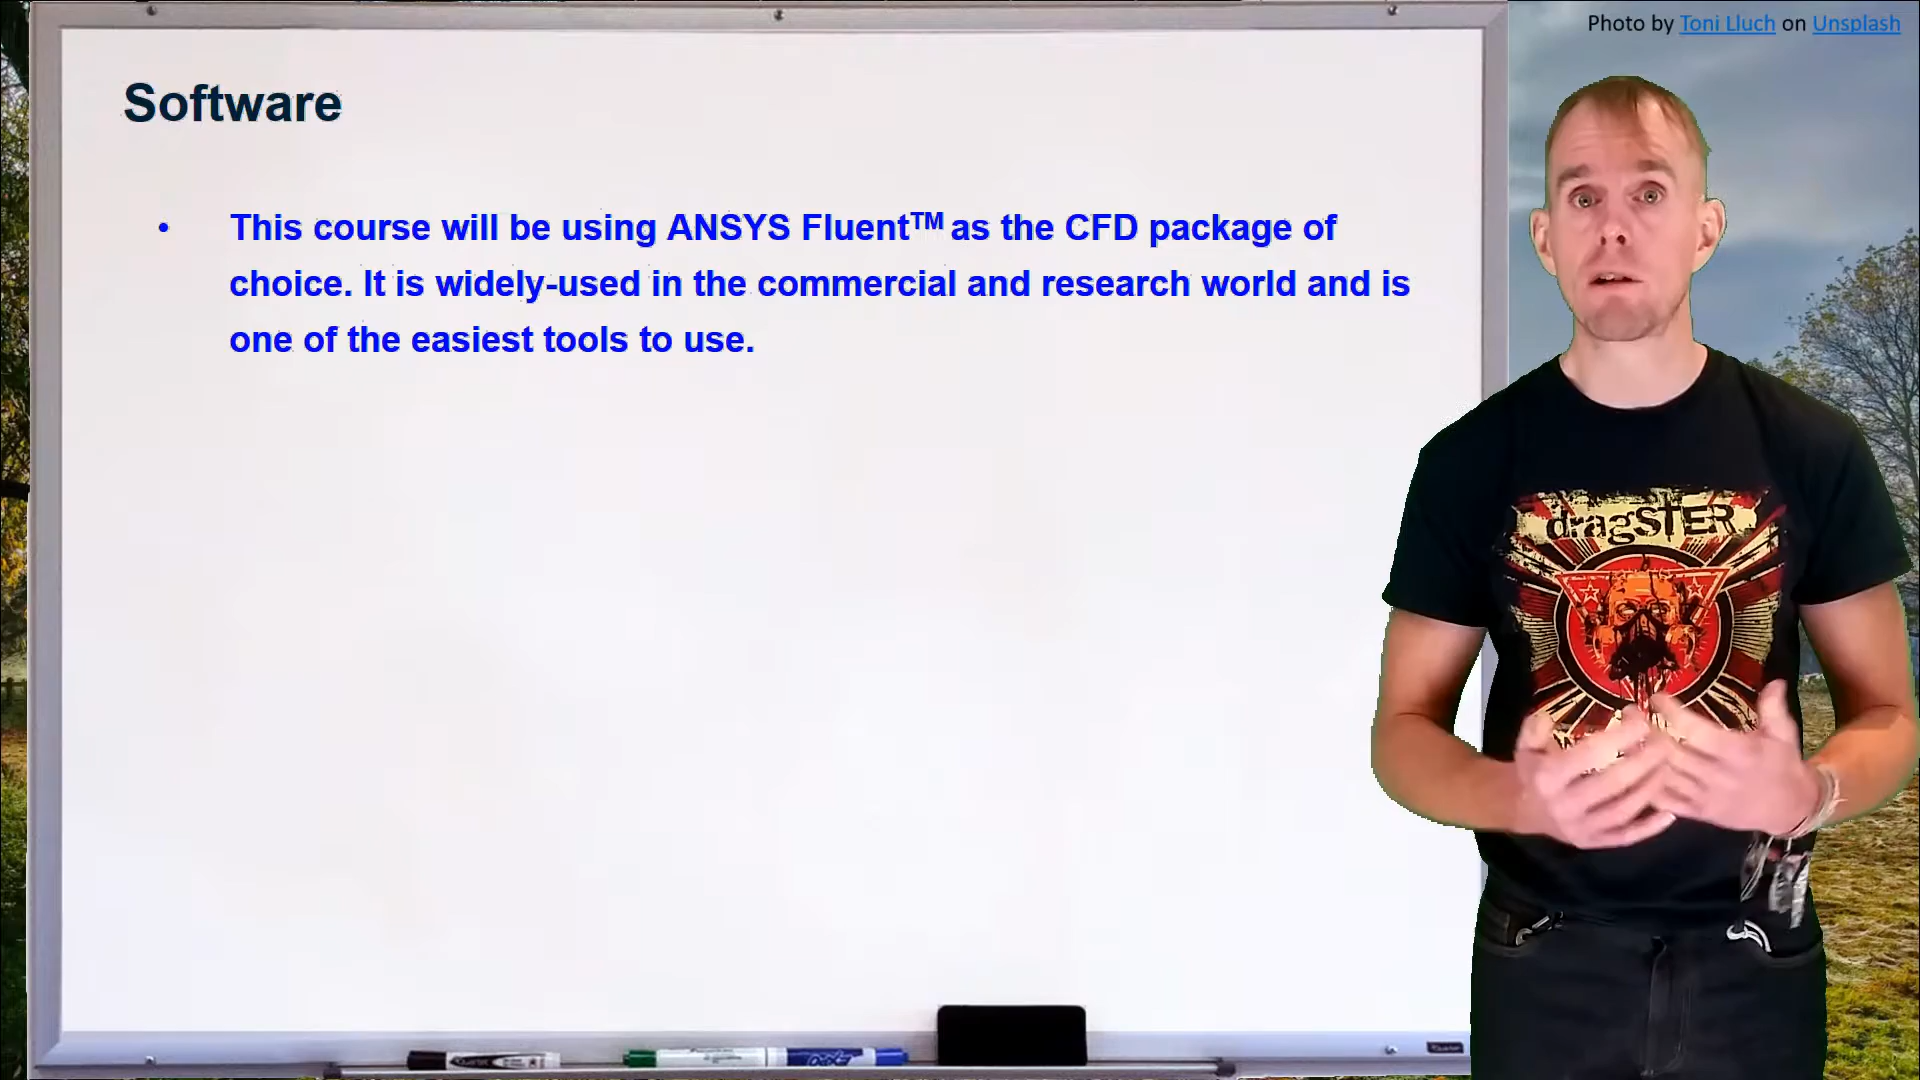 Photo by Toni Lluch on Unsplash
Software
• This course will be using ANSYS Fluent™ as the CFD package of
choice. It is widely-used in the commercial and research world and is
one of the easiest tools to use.
dragSTER